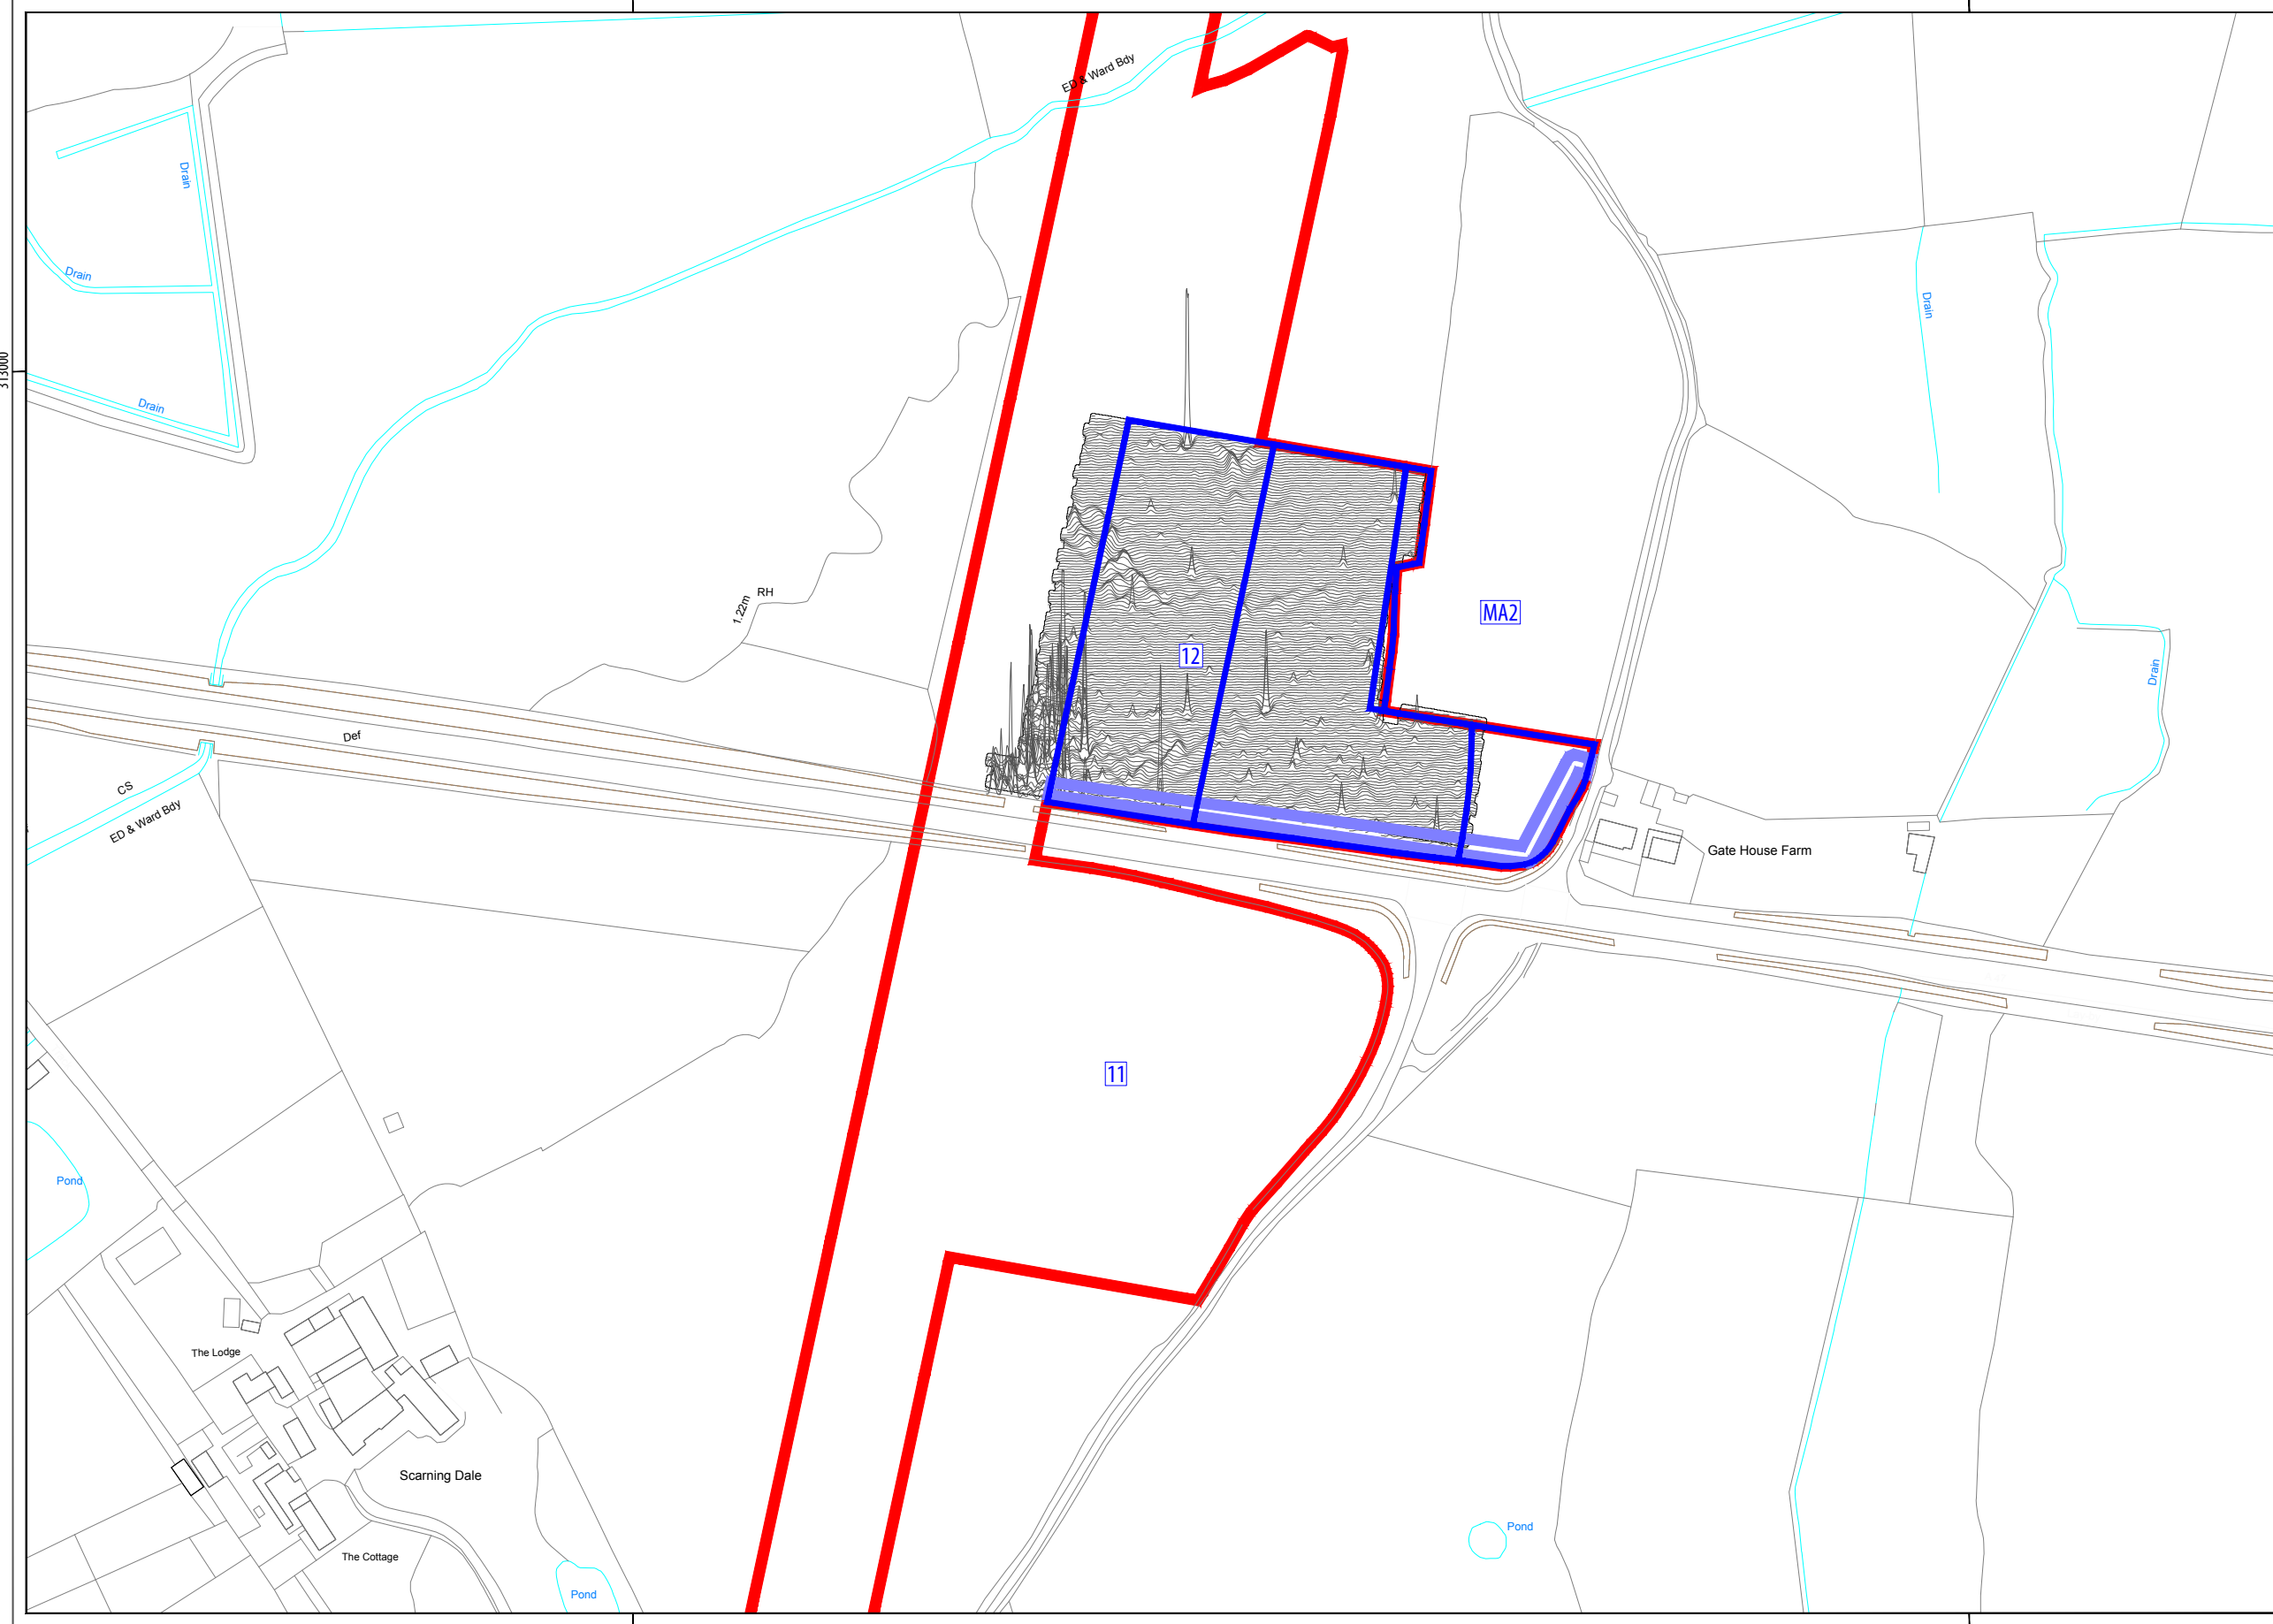 ED & Ward Bdy
Drain
Drain
Drain
313000
Drain
RH
1.22m
MA2
12
Drain
Def
CS
ED & Ward Bdy
Gate House Farm
11
Pond
The Lodge
Scarning Dale
Pond
The Cottage
Pond